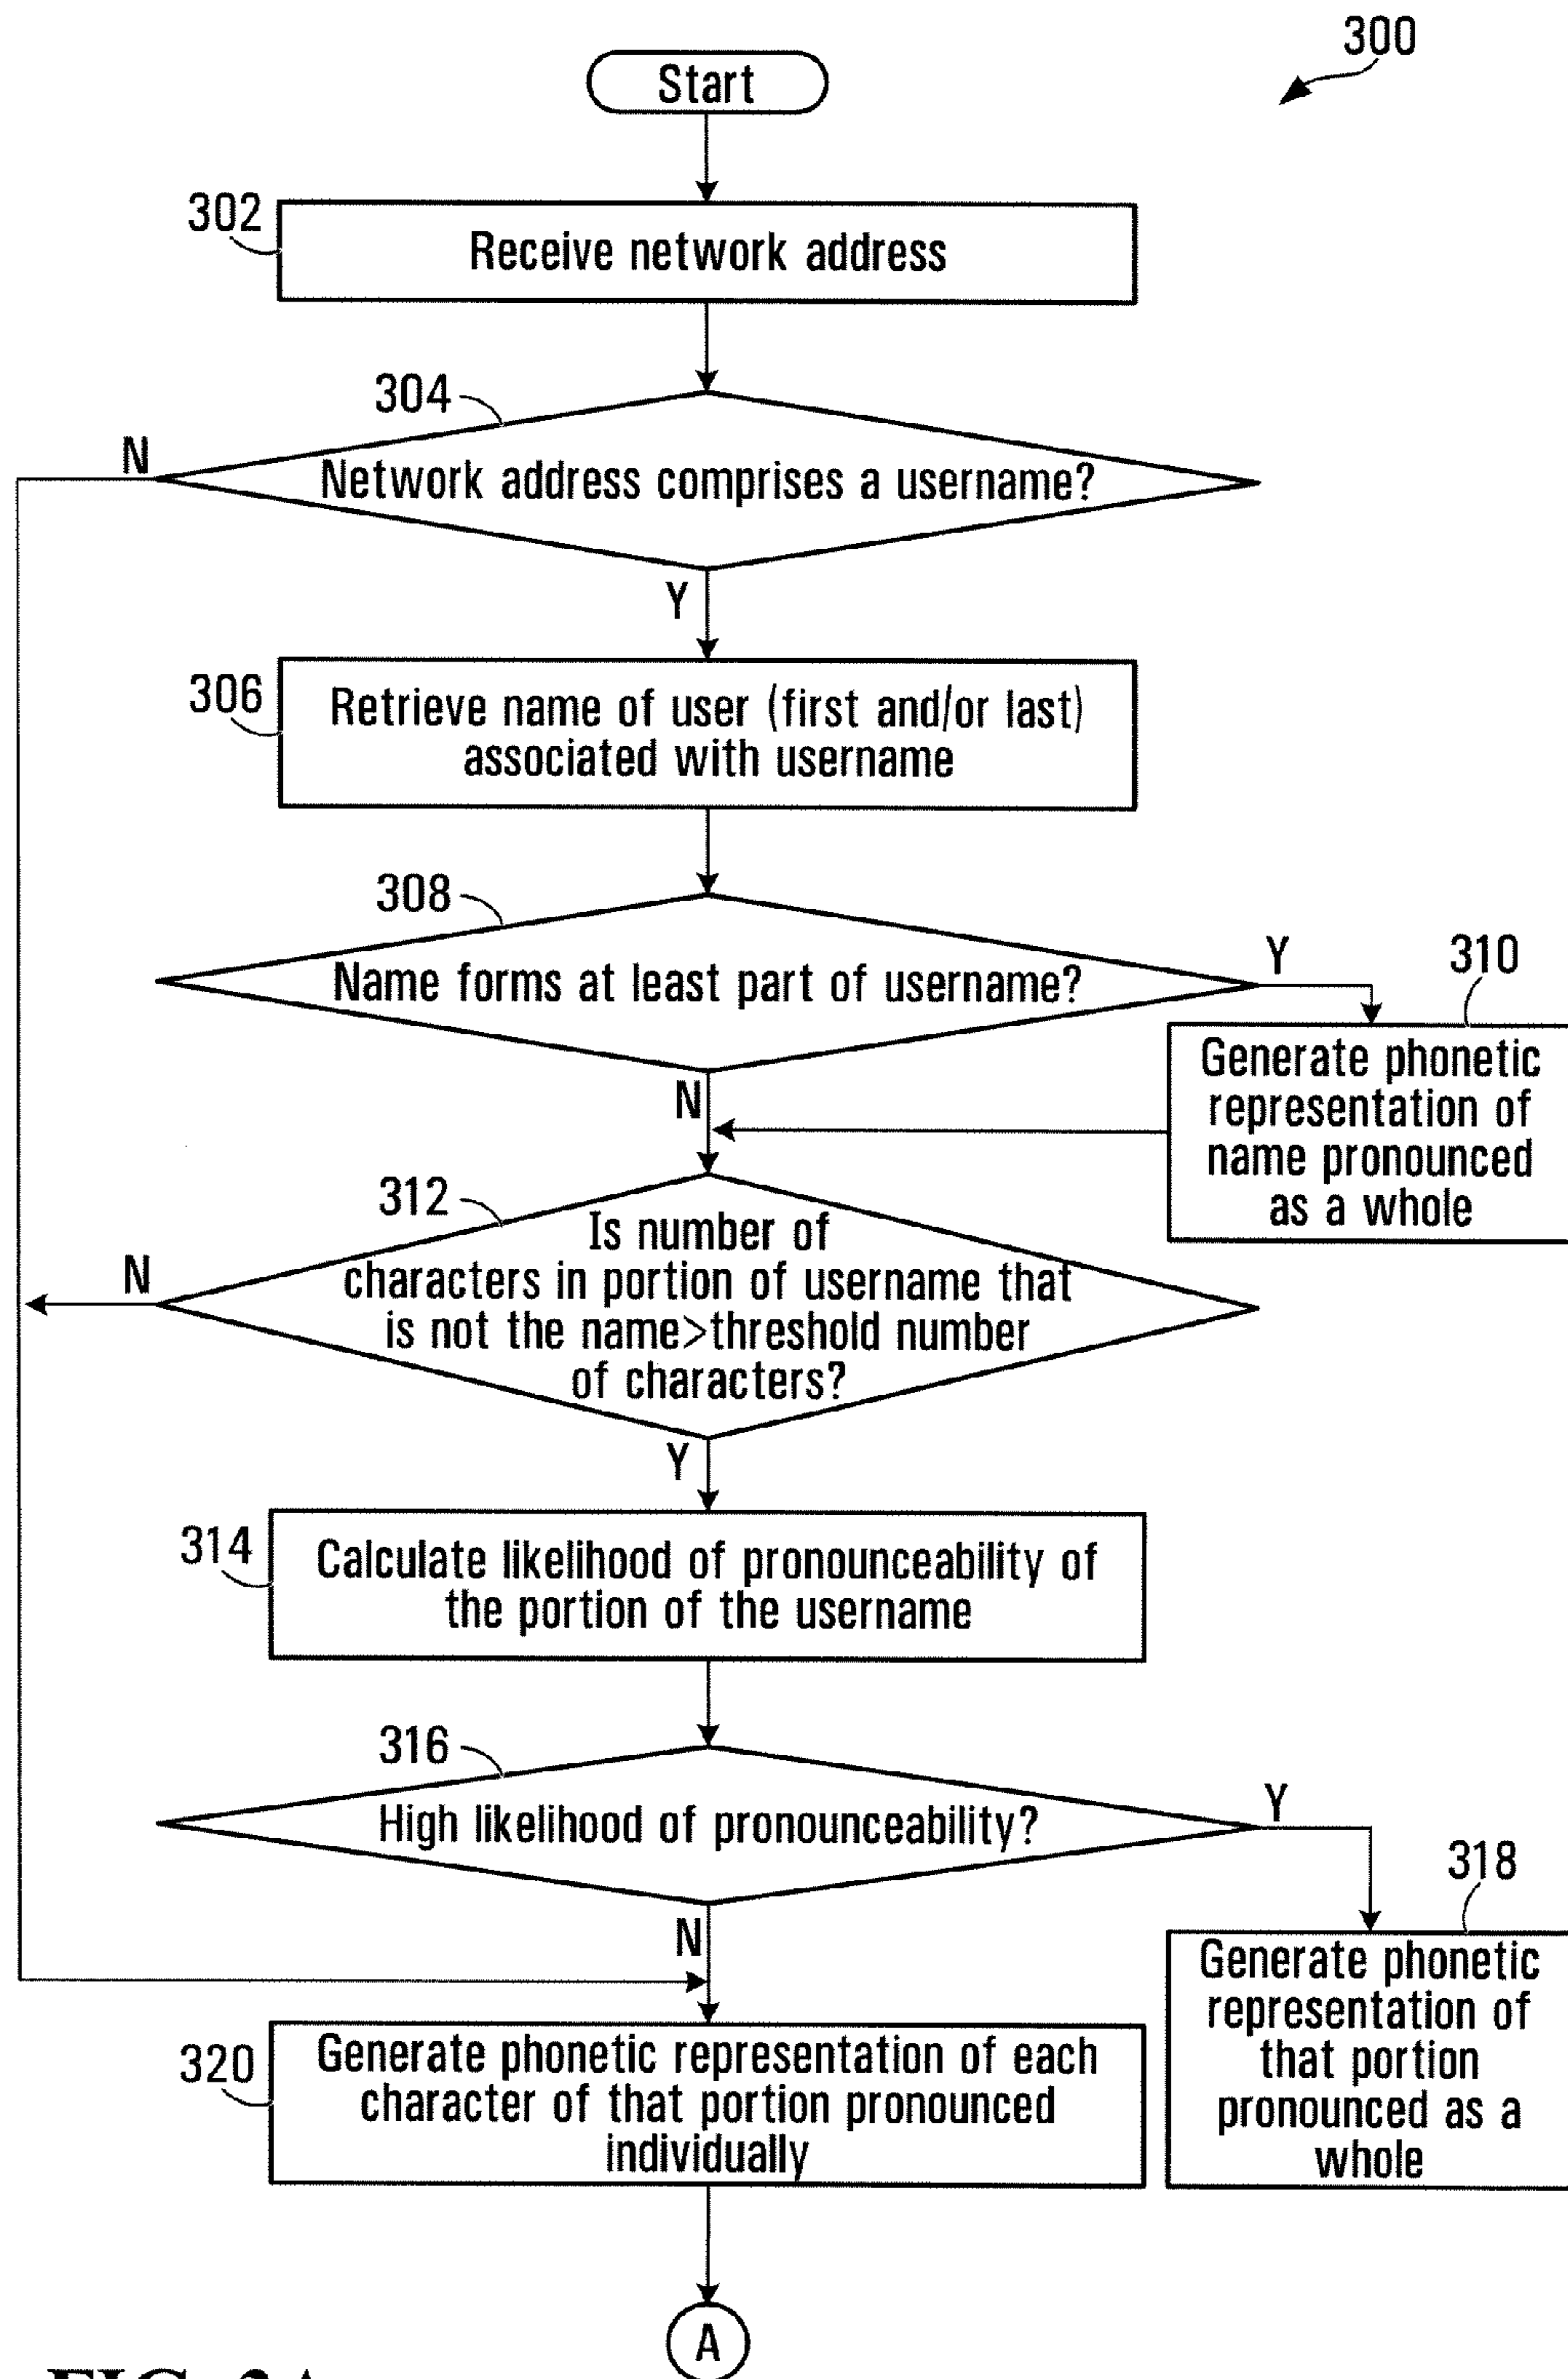 300
Start
302
Receive network address
304
N
Network address comprises a username?
Y
306
Retrieve name of user (first and/or last)
associated with username
308
Name forms at least part of username?
Y
310
Generate phonetic
representation of
name pronounced
as a whole
N
312
Is number of
characters in portion of username that
is not the name>threshold number
of characters?
N
Y
314
Calculate likelihood of pronounceability of
the portion of the username
316
High likelihood of pronounceability?
Y
318
Generate phonetic
representation of
that portion
pronounced as a
whole
N
320
Generate phonetic representation of each
character of that portion pronounced
individually
A